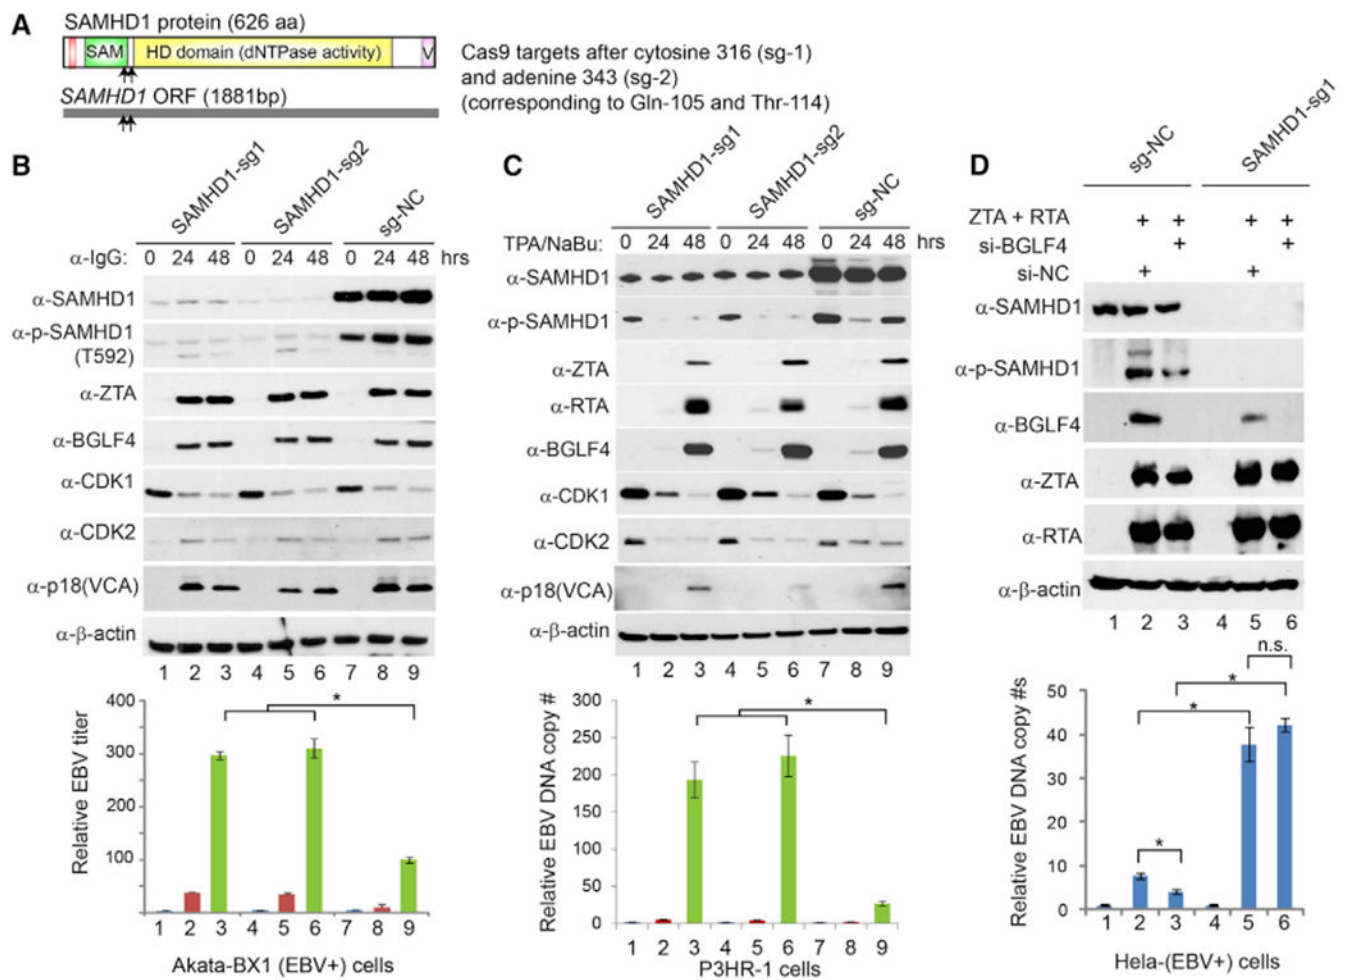 A
SAMHD1 protein (626 aa)
SAM HD domain (dNTPase activity) V
SAMHD1 ORF (1881bp)
Cas9 targets after cytosine 316 (sg-1)
and adenine 343 (sg-2)
(corresponding to Gln-105 and Thr-114)
B
SAMHD1-sg1 SAMHD1-sg2 sg-NC
α-IgG: 0 24 48 0 24 48 0 24 48 hrs
α-SAMHD1
α-p-SAMHD1
(T592)
α-ZTA
α-BGLF4
α-CDK1
α-CDK2
α-p18(VCA)
α-β-actin
1 2 3 4 5 6 7 8 9
400
300
200
100
Relative EBV titer
*
1 2 3 4 5 6 7 8 9
Akata-BX1 (EBV+) cells
C
SAMHD1-sg1 SAMHD1-sg2 sg-NC
TPA/NaBu: 0 24 48 0 24 48 0 24 48 hrs
α-SAMHD1
α-p-SAMHD1
α-ZTA
α-RTA
α-BGLF4
α-CDK1
α-CDK2
α-p18(VCA)
α-β-actin
1 2 3 4 5 6 7 8 9
300
250
200
150
100
50
0
Relative EBV DNA copy #
*
1 2 3 4 5 6 7 8 9
P3HR-1 cells
D
sg-NC SAMHD1-sg1
ZTA + RTA + + + +
si-BGLF4 + +
si-NC + +
α-SAMHD1
α-p-SAMHD1
α-BGLF4
α-ZTA
α-RTA
α-β-actin
1 2 3 4 5 6
n.s.
*
*
*
50
40
30
20
10
0
Relative EBV DNA copy #s
1 2 3 4 5 6
Hela-(EBV+) cells